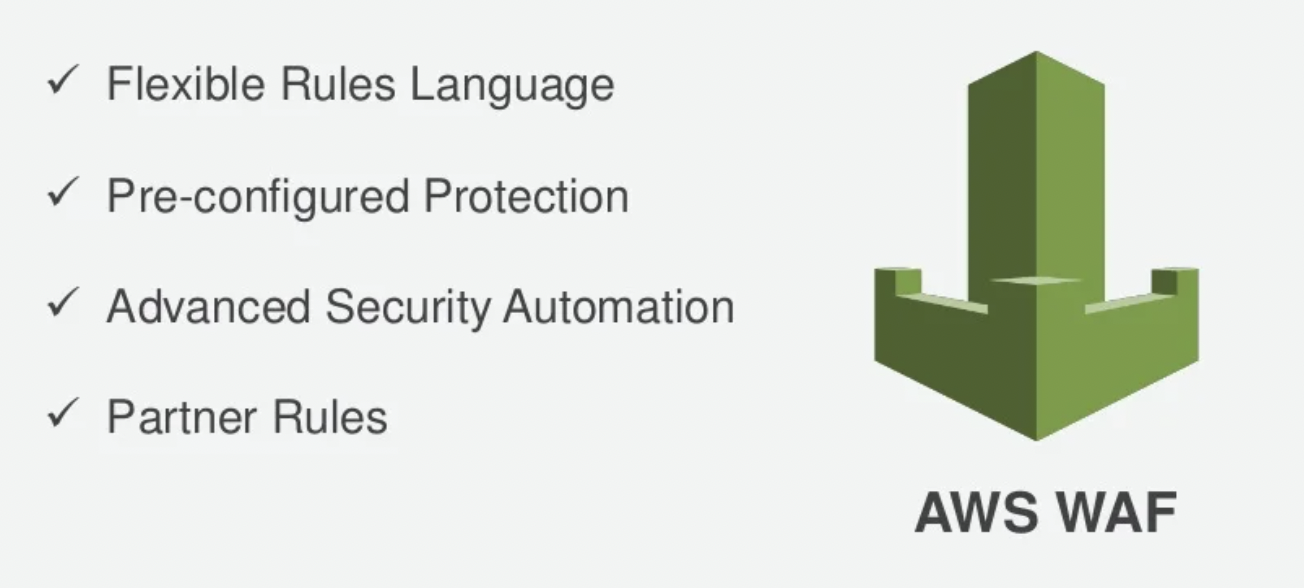 ✓ Flexible Rules Language
✓ Pre-configured Protection
✓ Advanced Security Automation
✓ Partner Rules
AWS WAF